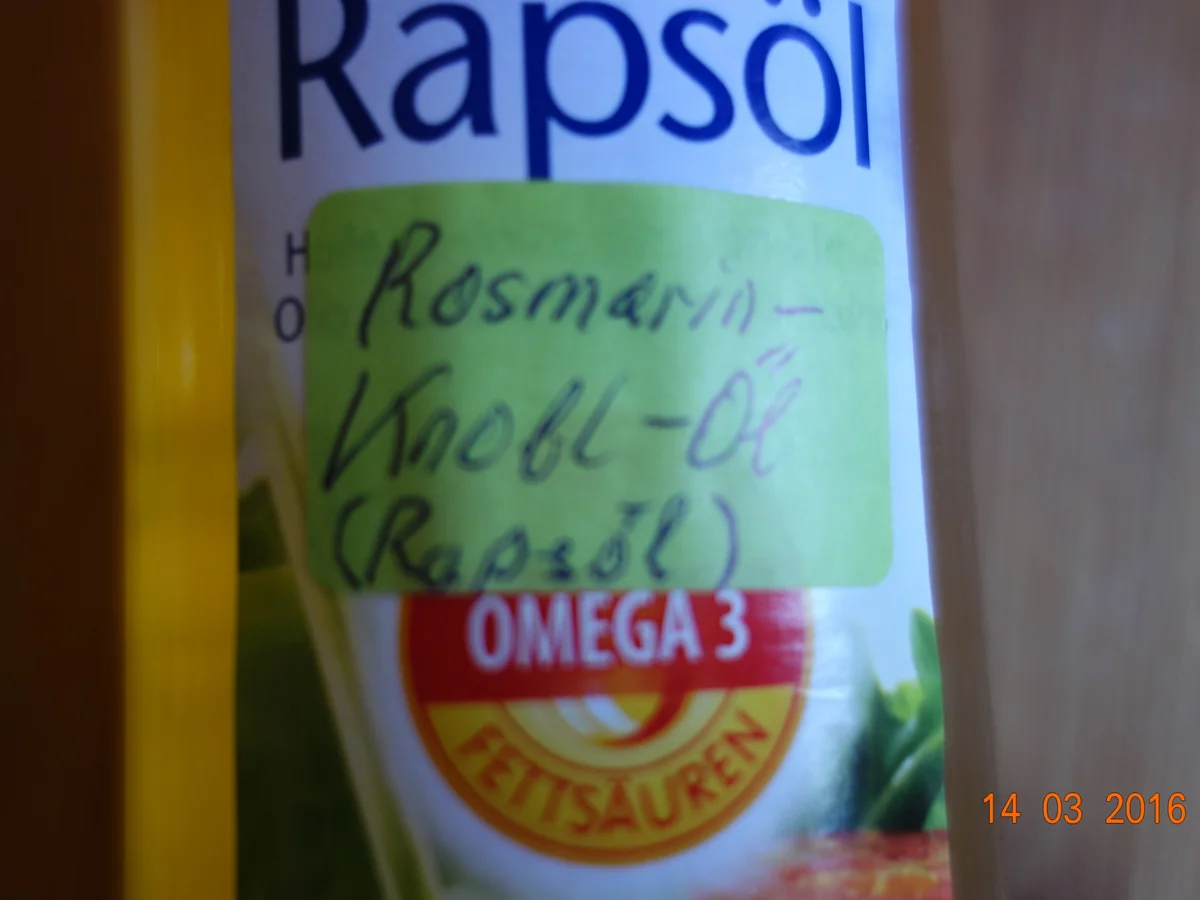 Rapsöl
H
O
Rosmarin-
Knobl-Öl
(Rapsöl)
OMEGA 3
FETTSÄUREN
14 03 2016